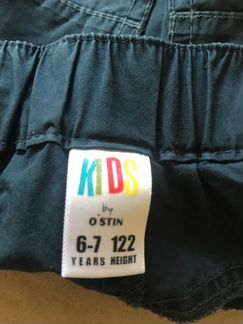 KIDS
by
O'STIN
6-7 122
YEARS HEIGHT